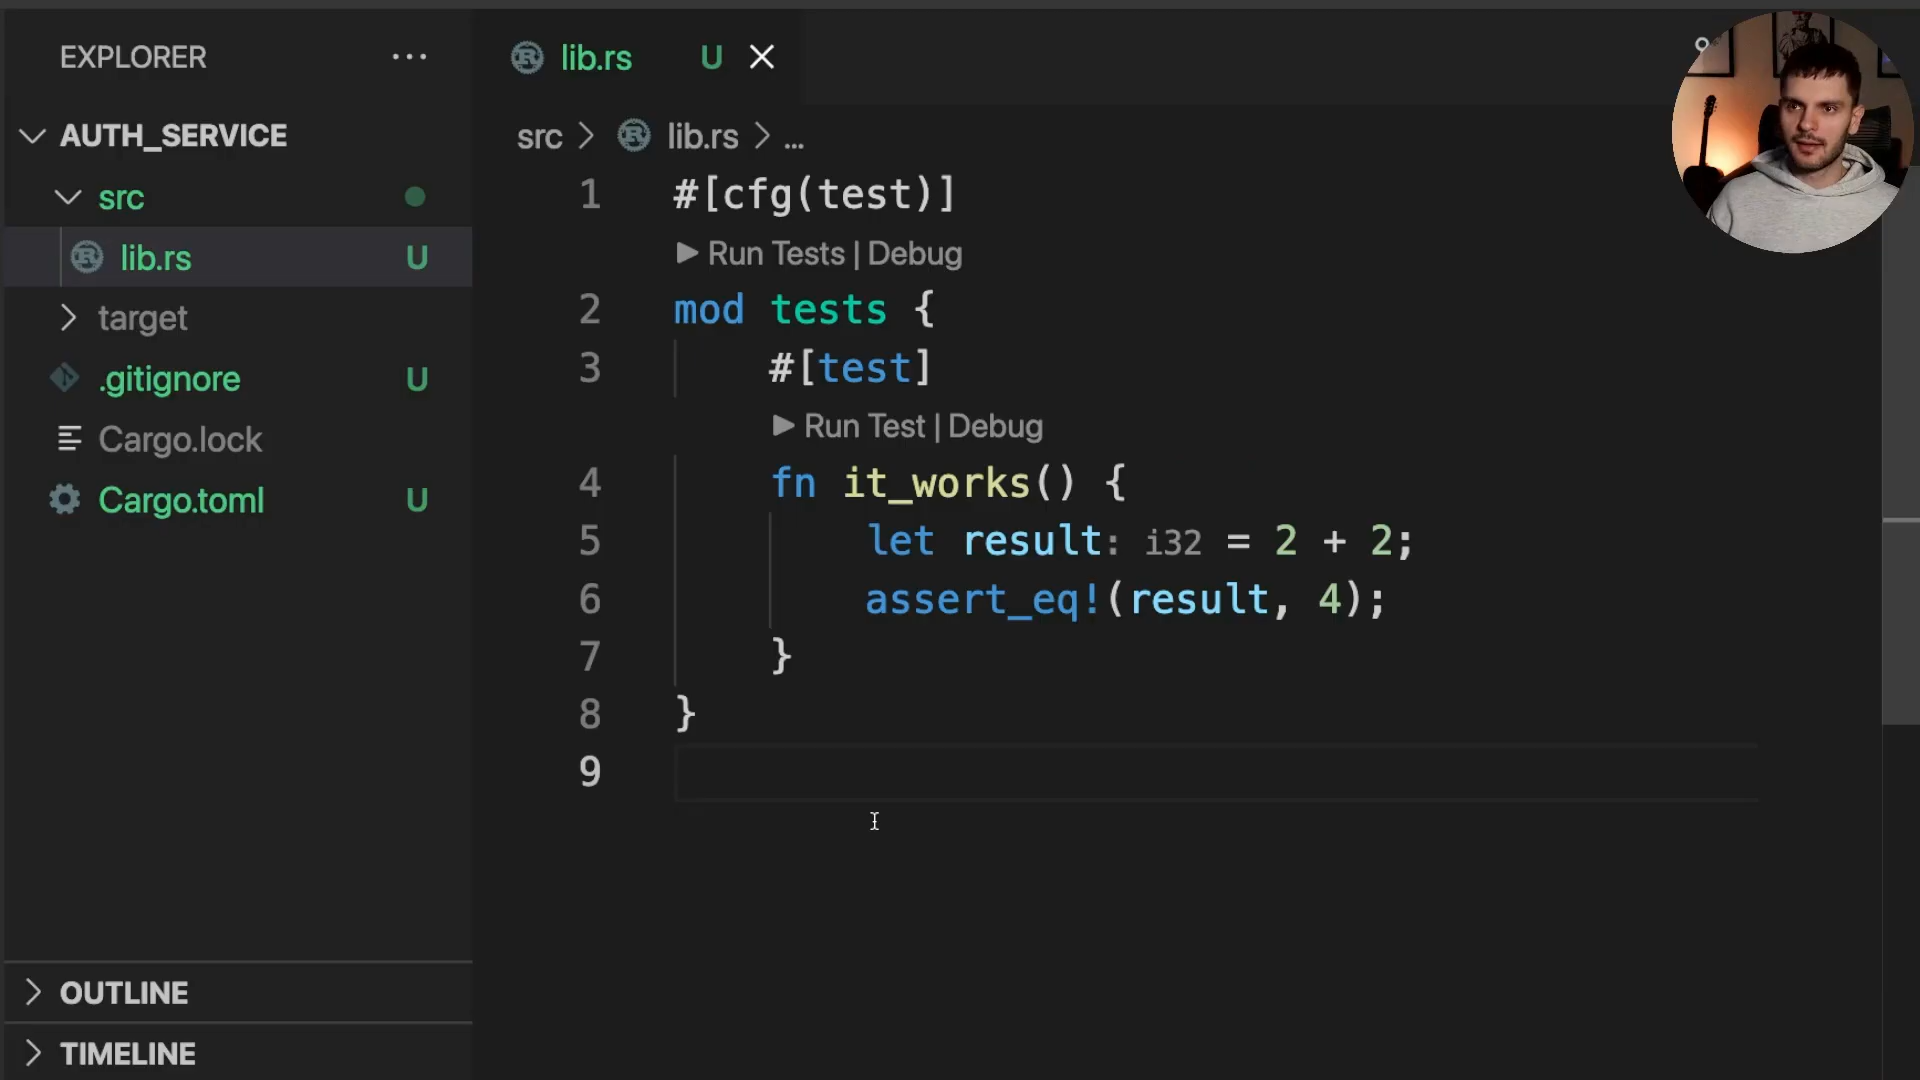 EXPLORER
AUTH_SERVICE
src
lib.rs U
target
.gitignore U
Cargo.lock
Cargo.toml U
OUTLINE
TIMELINE
lib.rs U
src > lib.rs > ...
1 #[cfg(test)]
▶ Run Tests | Debug
2 mod tests {
3 #[test]
▶ Run Test | Debug
4 fn it_works() {
5 let result: i32 = 2 + 2;
6 assert_eq!(result, 4);
7 }
8 }
9